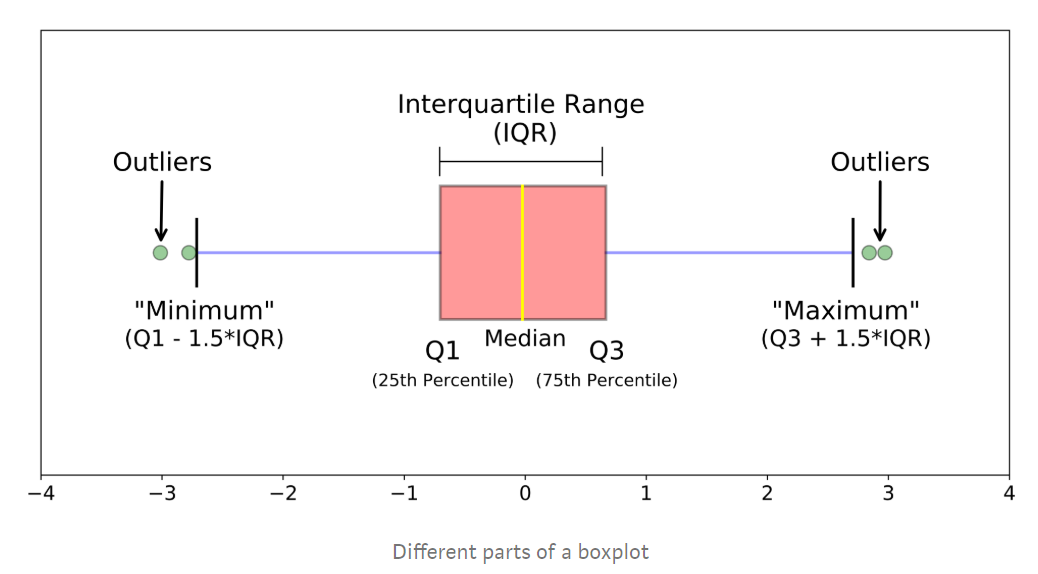 Interquartile Range
(IQR)
Outliers
Outliers
"Minimum"
(Q1 - 1.5*IQR)
"Maximum"
(Q3 + 1.5*IQR)
Median
Q1
Q3
(25th Percentile)
(75th Percentile)
−4
−3
−2
−1
0
1
2
3
4
Different parts of a boxplot